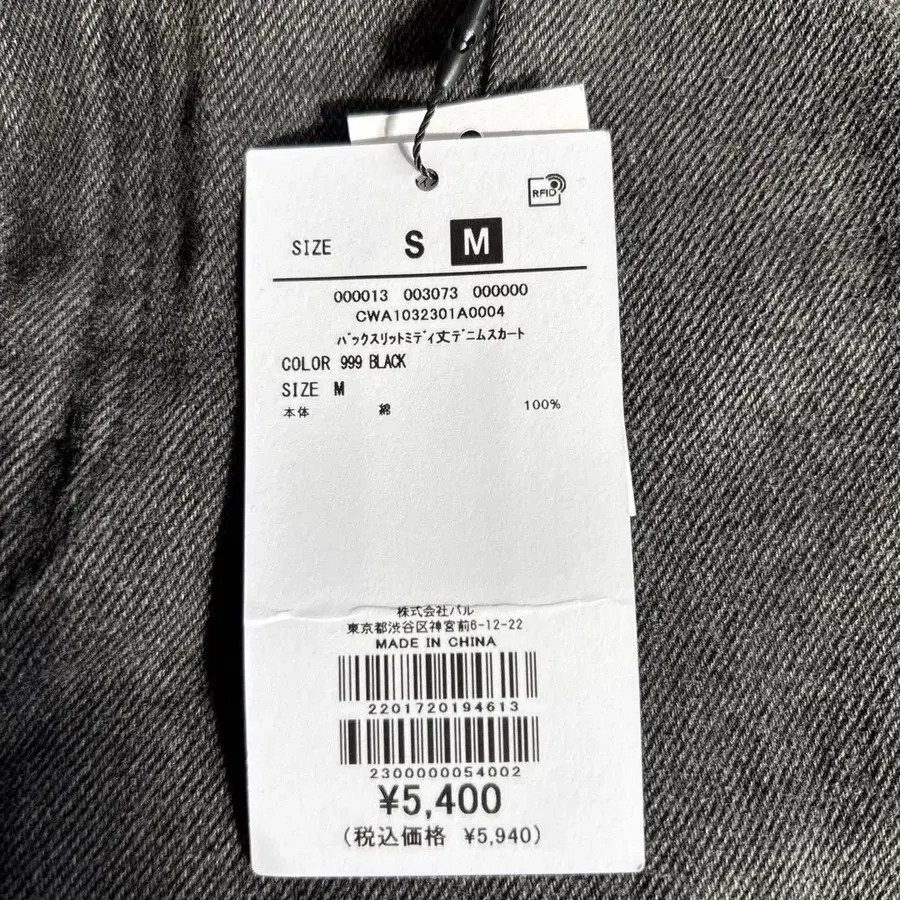 RFID
SIZE S M
000013 003073 000000
CWA1032301A0004
ﾊﾞｯｸｽﾘｯﾄﾐﾃﾞｨ丈ﾃﾞﾆﾑｽｶｰﾄ
COLOR 999 BLACK
SIZE M
本体 綿 100%
株式会社パル
東京都渋谷区神宮前6-12-22
MADE IN CHINA
2201720194613
2300000054002
¥5,400
(税込価格 ¥5,940)